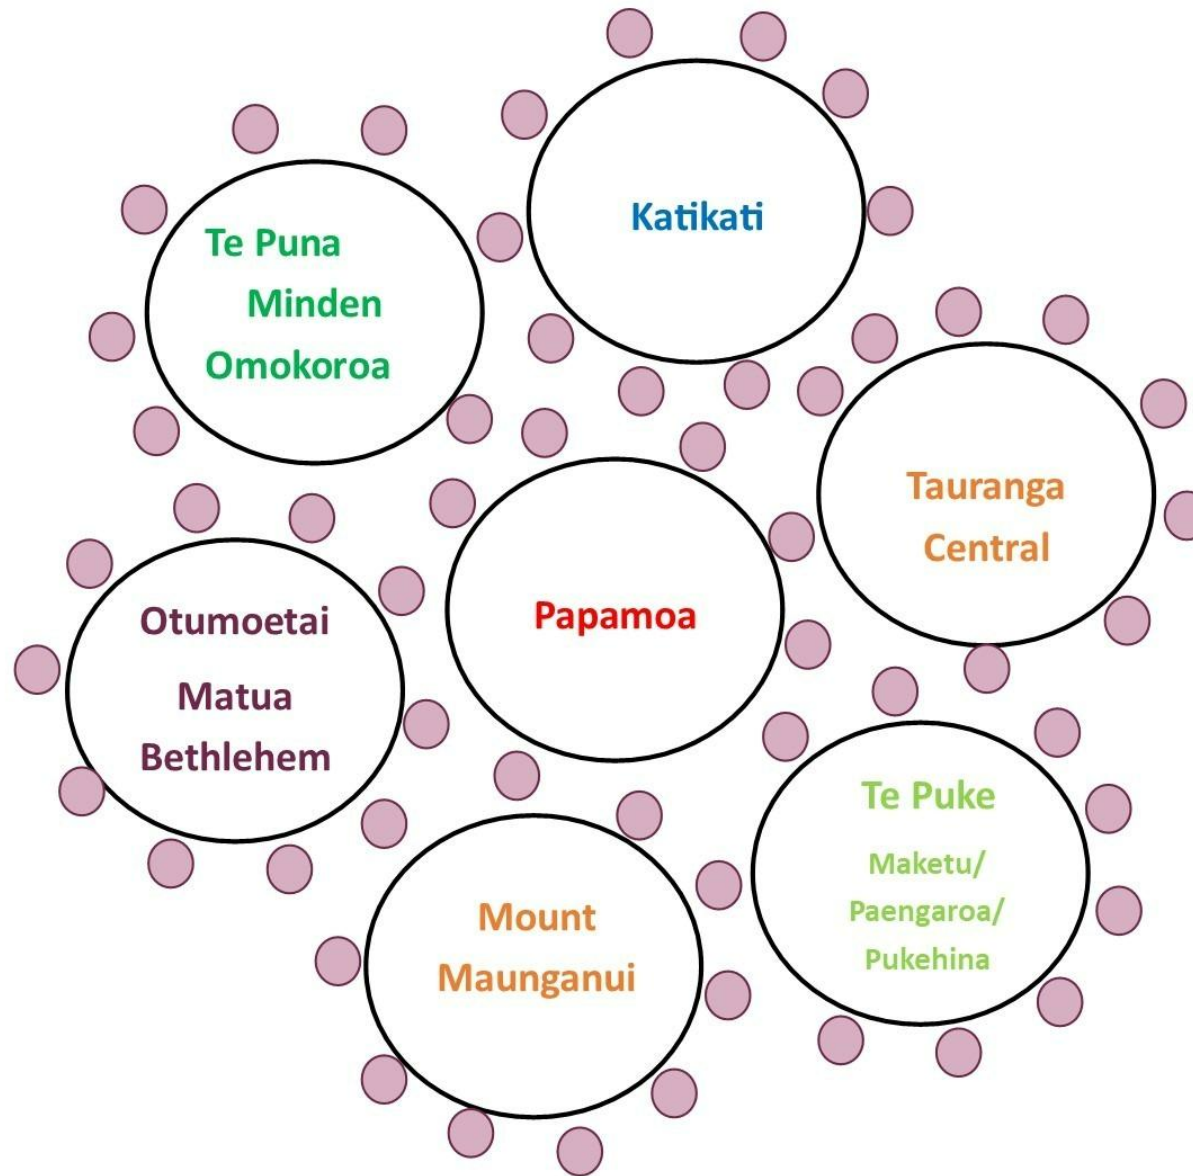 Katikati
Te Puna
Minden
Omokoroa
Tauranga
Central
Papamoa
Otumoetai
Matua
Bethlehem
Te Puke
Maketu/
Paengaroa/
Pukehina
Mount
Maunganui